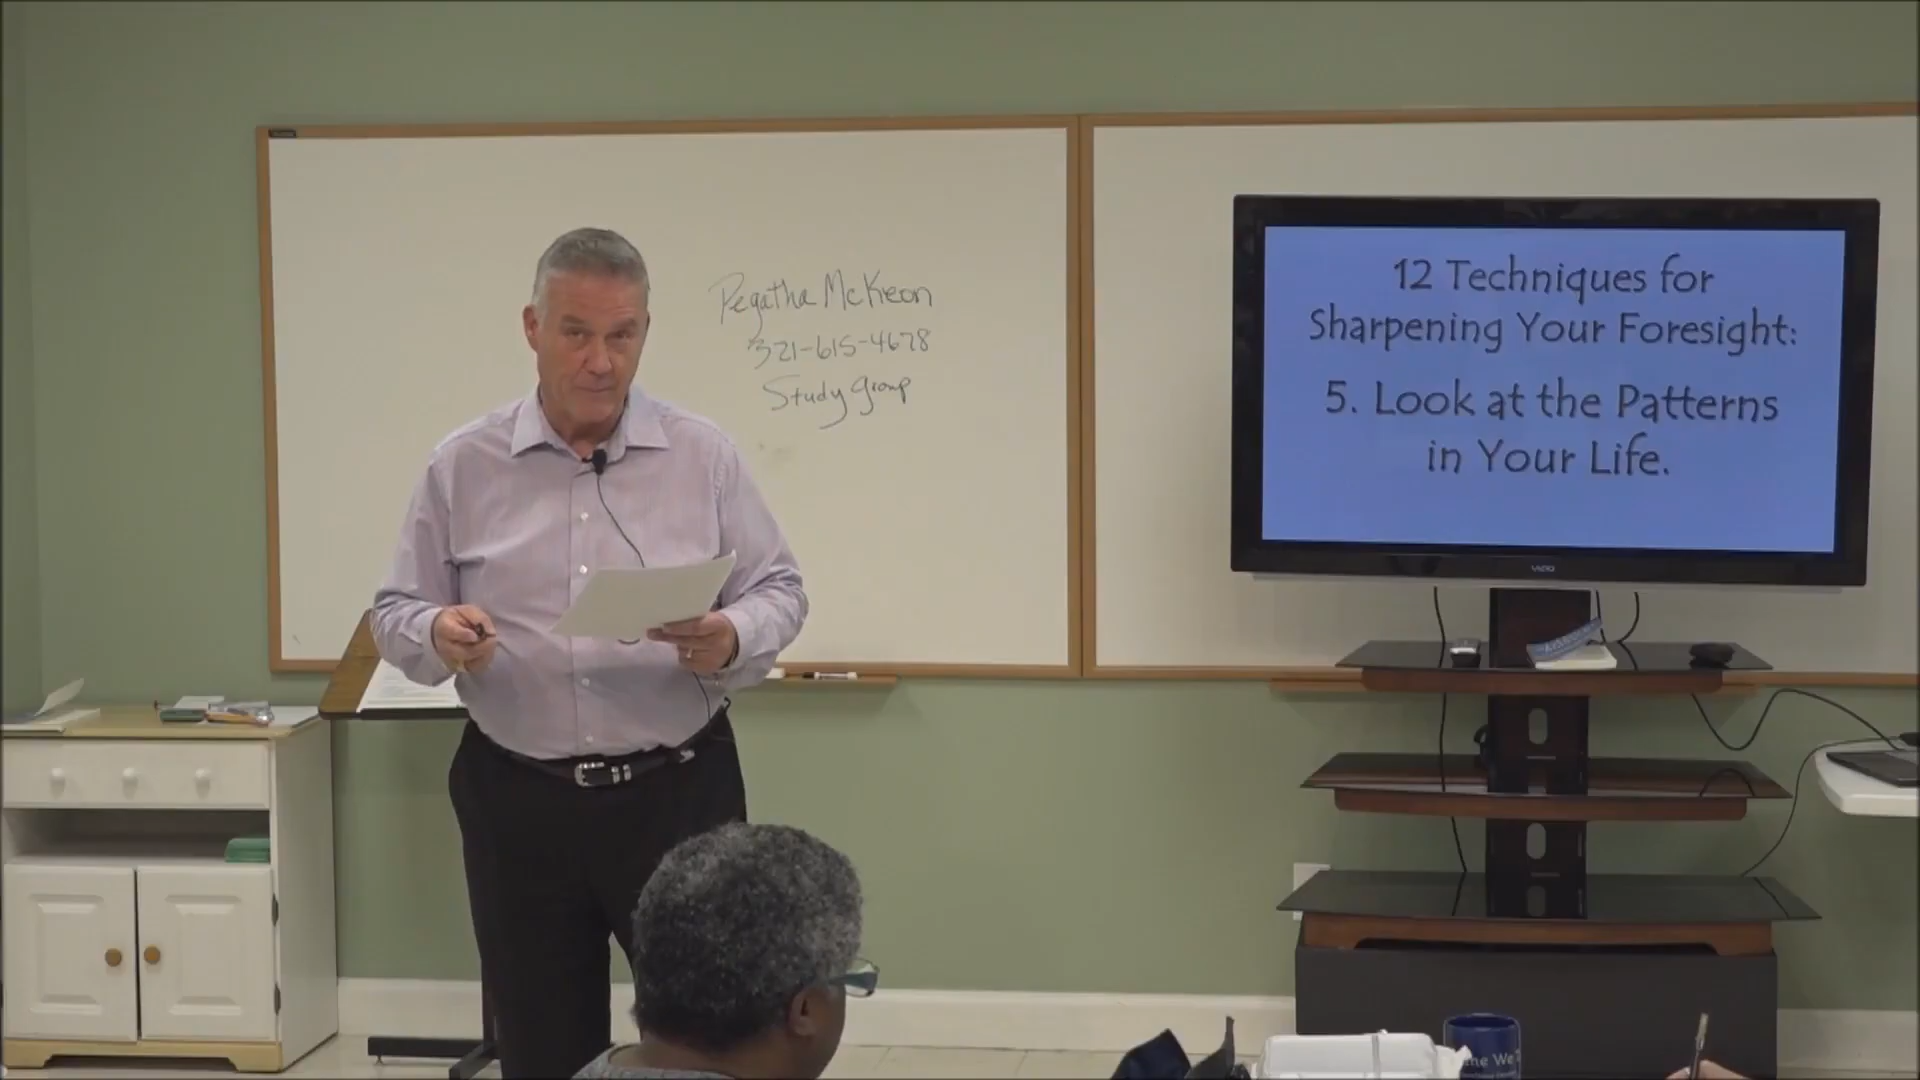 Pegatha McKreon
321-615-4678
Study Group
12 Techniques for
Sharpening Your Foresight:
5. Look at the Patterns
in Your Life.
VIZIO